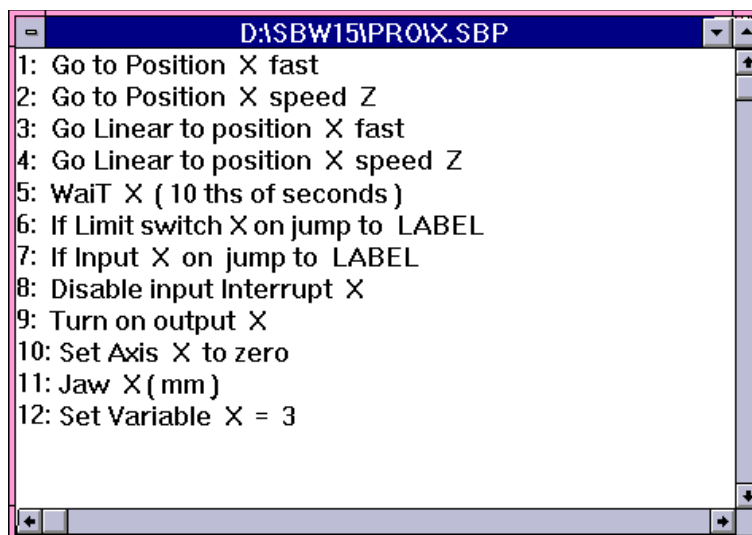 D:\SBW15\PRO\X.SBP
1: Go to Position X fast
2: Go to Position X speed Z
3: Go Linear to position X fast
4: Go Linear to position X speed Z
5: WaiT X ( 10 ths of seconds )
6: If Limit switch X on jump to LABEL
7: If Input X on jump to LABEL
8: Disable input Interrupt X
9: Turn on output X
10: Set Axis X to zero
11: Jaw X ( mm )
12: Set Variable X = 3